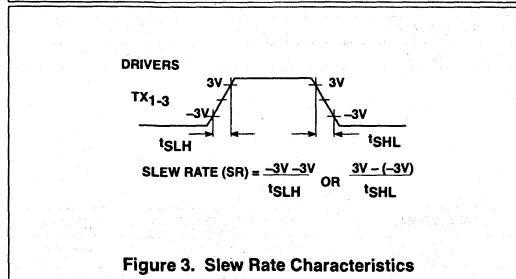 DRIVERS
3V 3V
TX1-3
–3V –3V
tSLH tSHL
SLEW RATE (SR) = –3V –3V / tSLH OR 3V – (–3V) / tSHL
Figure 3. Slew Rate Characteristics